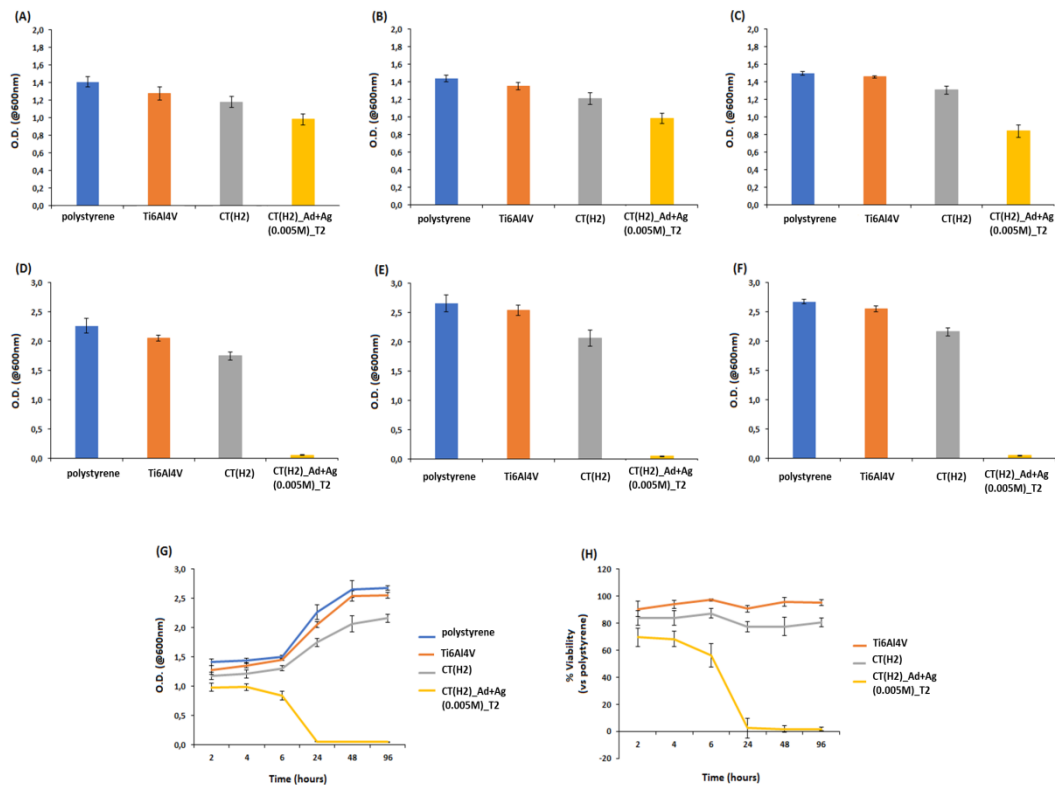 (A)
2,0
1,8
1,6
1,4
1,2
1,0
0,8
0,6
0,4
0,2
0,0
O.D. (@600nm)
polystyrene Ti6Al4V CT(H2) CT(H2)_Ad+Ag
(0.005M)_T2
(B)
2,0
1,8
1,6
1,4
1,2
1,0
0,8
0,6
0,4
0,2
0,0
O.D. (@600nm)
polystyrene Ti6Al4V CT(H2) CT(H2)_Ad+Ag
(0.005M)_T2
(C)
2,0
1,8
1,6
1,4
1,2
1,0
0,8
0,6
0,4
0,2
0,0
O.D. (@600nm)
polystyrene Ti6Al4V CT(H2) CT(H2)_Ad+Ag
(0.005M)_T2
(D)
3,0
2,5
2,0
1,5
1,0
0,5
0,0
O.D. (@600nm)
polystyrene Ti6Al4V CT(H2) CT(H2)_Ad+Ag
(0.005M)_T2
(E)
3,0
2,5
2,0
1,5
1,0
0,5
0,0
O.D. (@600nm)
polystyrene Ti6Al4V CT(H2) CT(H2)_Ad+Ag
(0.005M)_T2
(F)
3,0
2,5
2,0
1,5
1,0
0,5
0,0
O.D. (@600nm)
polystyrene Ti6Al4V CT(H2) CT(H2)_Ad+Ag
(0.005M)_T2
(G)
3,0
2,5
2,0
1,5
1,0
0,5
0,0
O.D. (@600nm)
2 4 6 24 48 96
Time (hours)
polystyrene
Ti6Al4V
CT(H2)
CT(H2)_Ad+Ag
(0.005M)_T2
(H)
120
100
80
60
40
20
0
-20
% Viability
(vs polystyrene)
2 4 6 24 48 96
Time (hours)
Ti6Al4V
CT(H2)
CT(H2)_Ad+Ag
(0.005M)_T2